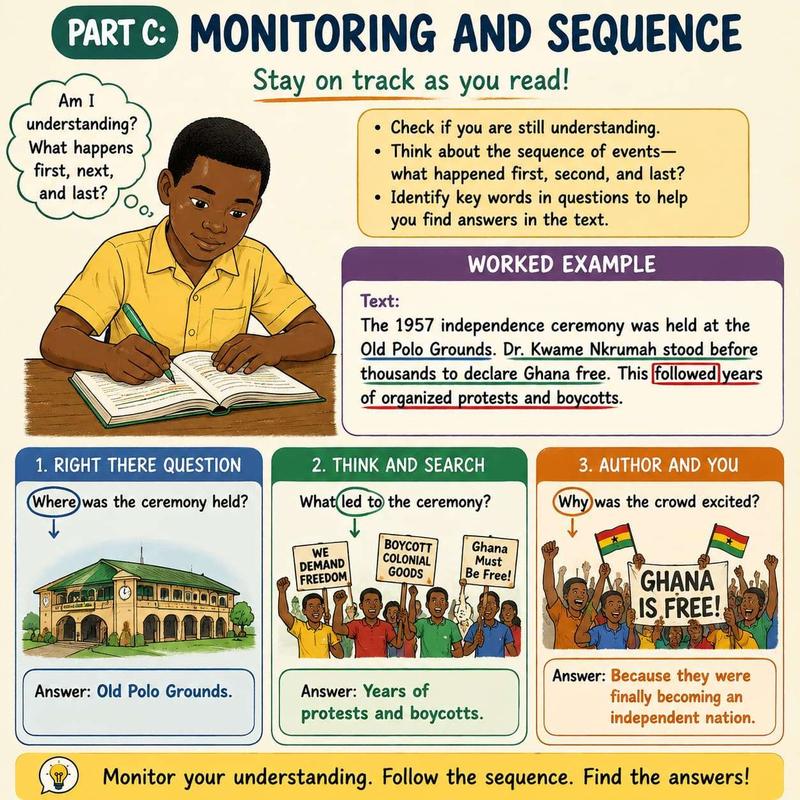 PART C: MONITORING AND SEQUENCE
Stay on track as you read!
Am I
understanding?
What happens
first, next,
and last?
• Check if you are still understanding.
• Think about the sequence of events—
what happened first, second, and last?
• Identify key words in questions to help
you find answers in the text.
WORKED EXAMPLE
Text:
The 1957 independence ceremony was held at the
Old Polo Grounds. Dr. Kwame Nkrumah stood before
thousands to declare Ghana free. This followed years
of organized protests and boycotts.
1. RIGHT THERE QUESTION
Where was the ceremony held?
Answer: Old Polo Grounds.
2. THINK AND SEARCH
What led to the ceremony?
WE
DEMAND
FREEDOM
BOYCOTT
COLONIAL
GOODS
Ghana
Must
Be Free!
Answer: Years of
protests and boycotts.
3. AUTHOR AND YOU
Why was the crowd excited?
GHANA
IS FREE!
Answer: Because they were
finally becoming an
independent nation.
Monitor your understanding. Follow the sequence. Find the answers!